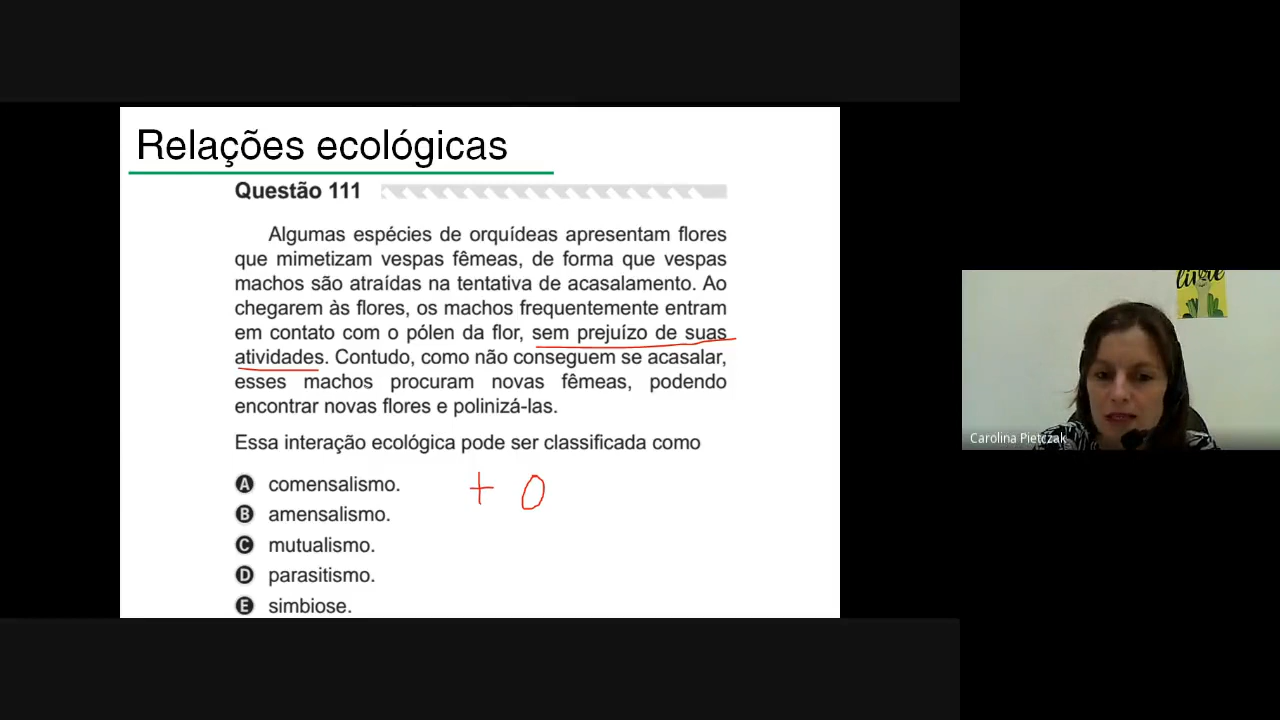 Relações ecológicas
Questão 111
Algumas espécies de orquídeas apresentam flores
que mimetizam vespas fêmeas, de forma que vespas
machos são atraídas na tentativa de acasalamento. Ao
chegarem às flores, os machos frequentemente entram
em contato com o pólen da flor, sem prejuízo de suas
atividades. Contudo, como não conseguem se acasalar,
esses machos procuram novas fêmeas, podendo
encontrar novas flores e polinizá-las.
Essa interação ecológica pode ser classificada como
A comensalismo. + 0
B amensalismo.
C mutualismo.
D parasitismo.
E simbiose.
livre
Carolina Pietczak